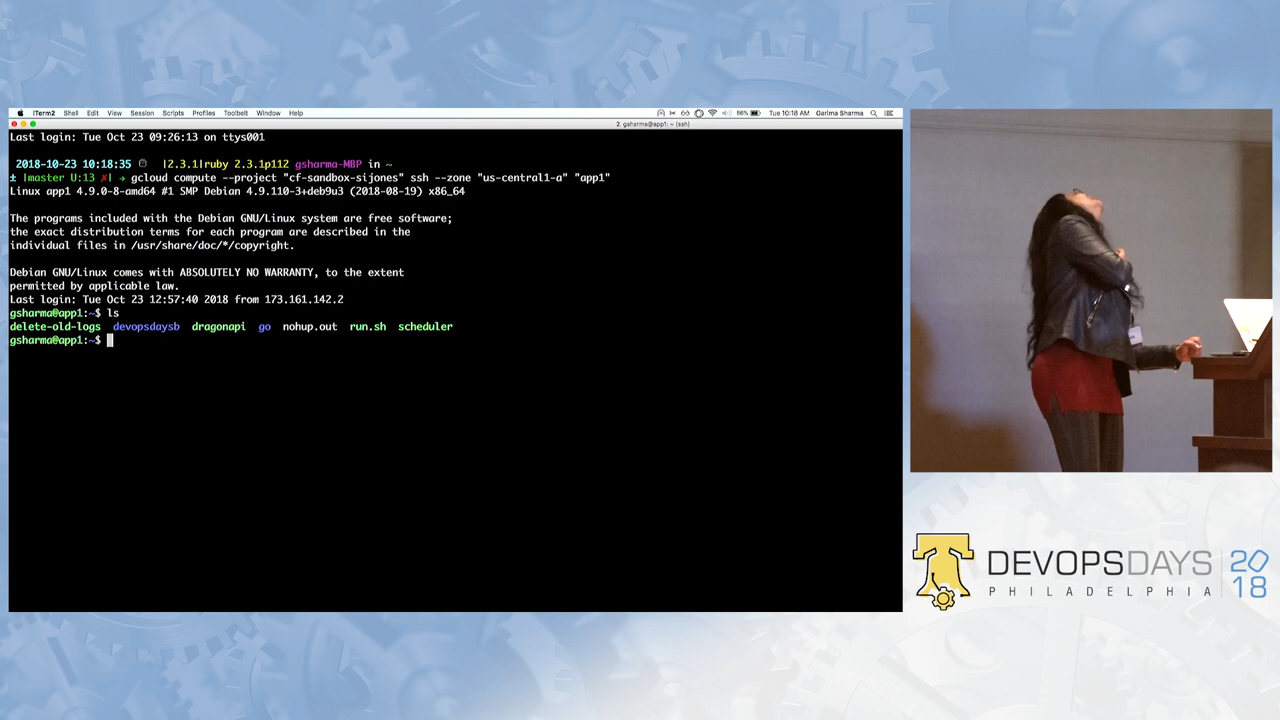 iTerm2 Shell Edit View Session Scripts Profiles Toolbelt Window Help 66% Tue 10:18 AM Garima Sharma
2. gsharma@app1: ~ (ssh)
Last login: Tue Oct 23 09:26:13 on ttys001
2018-10-23 10:18:35 |2.3.1|ruby 2.3.1p112 gsharma-MBP in ~
± |master U:13 ✗| → gcloud compute --project "cf-sandbox-sijones" ssh --zone "us-central1-a" "app1"
Linux app1 4.9.0-8-amd64 #1 SMP Debian 4.9.110-3+deb9u3 (2018-08-19) x86_64
The programs included with the Debian GNU/Linux system are free software;
the exact distribution terms for each program are described in the
individual files in /usr/share/doc/*/copyright.
Debian GNU/Linux comes with ABSOLUTELY NO WARRANTY, to the extent
permitted by applicable law.
Last login: Tue Oct 23 12:57:40 2018 from 173.161.142.2
gsharma@app1:~$ ls
delete-old-logs devopsdaysb dragonapi go nohup.out run.sh scheduler
gsharma@app1:~$
DEVOPSDAYS 2018
PHILADELPHIA